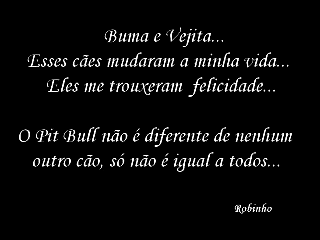 Buma e Vejita...
Esses cães mudaram a minha vida...
Eles me trouxeram felicidade...
O Pit Bull não é diferente de nenhum
outro cão, só não é igual a todos...
Robinho